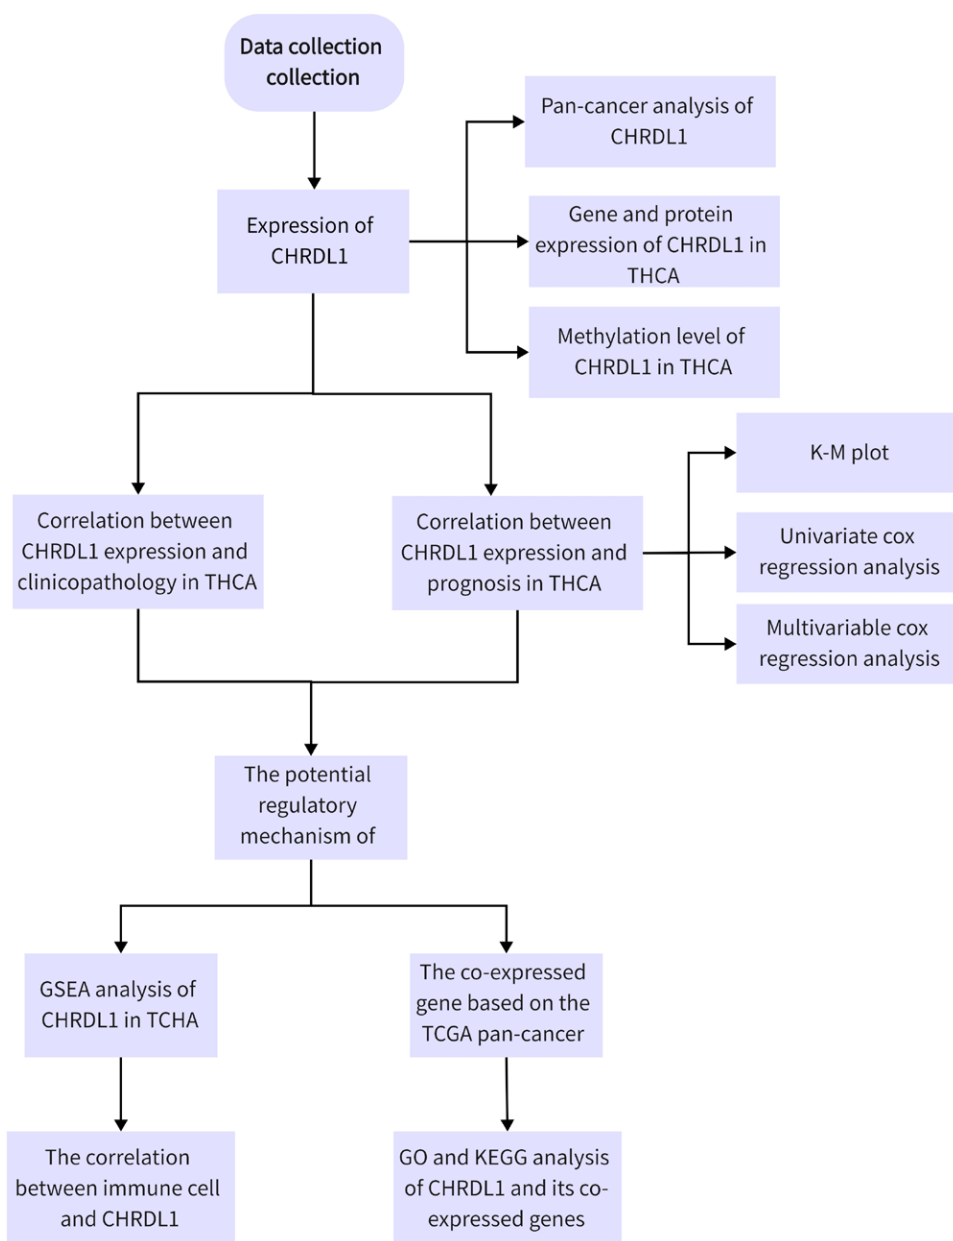 Data collection
collection
Pan-cancer analysis of
CHRDL1
Expression of
CHRDL1
Gene and protein
expression of CHRDL1 in
THCA
Methylation level of
CHRDL1 in THCA
K-M plot
Correlation between
CHRDL1 expression and
clinicopathology in THCA
Correlation between
CHRDL1 expression and
prognosis in THCA
Univariate cox
regression analysis
Multivariable cox
regression analysis
The potential
regulatory
mechanism of
GSEA analysis of
CHRDL1 in TCHA
The co-expressed
gene based on the
TCGA pan-cancer
The correlation
between immune cell
and CHRDL1
GO and KEGG analysis
of CHRDL1 and its co-
expressed genes